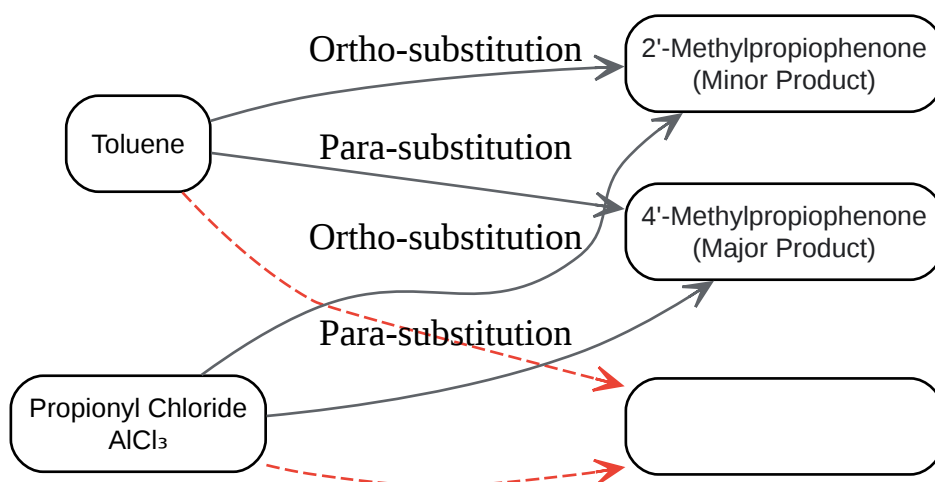 Ortho-substitution
2'-Methylpropiophenone
(Minor Product)
Toluene
Para-substitution
4'-Methylpropiophenone
(Major Product)
Ortho-substitution
Para-substitution
Propionyl Chloride
AlCl₃